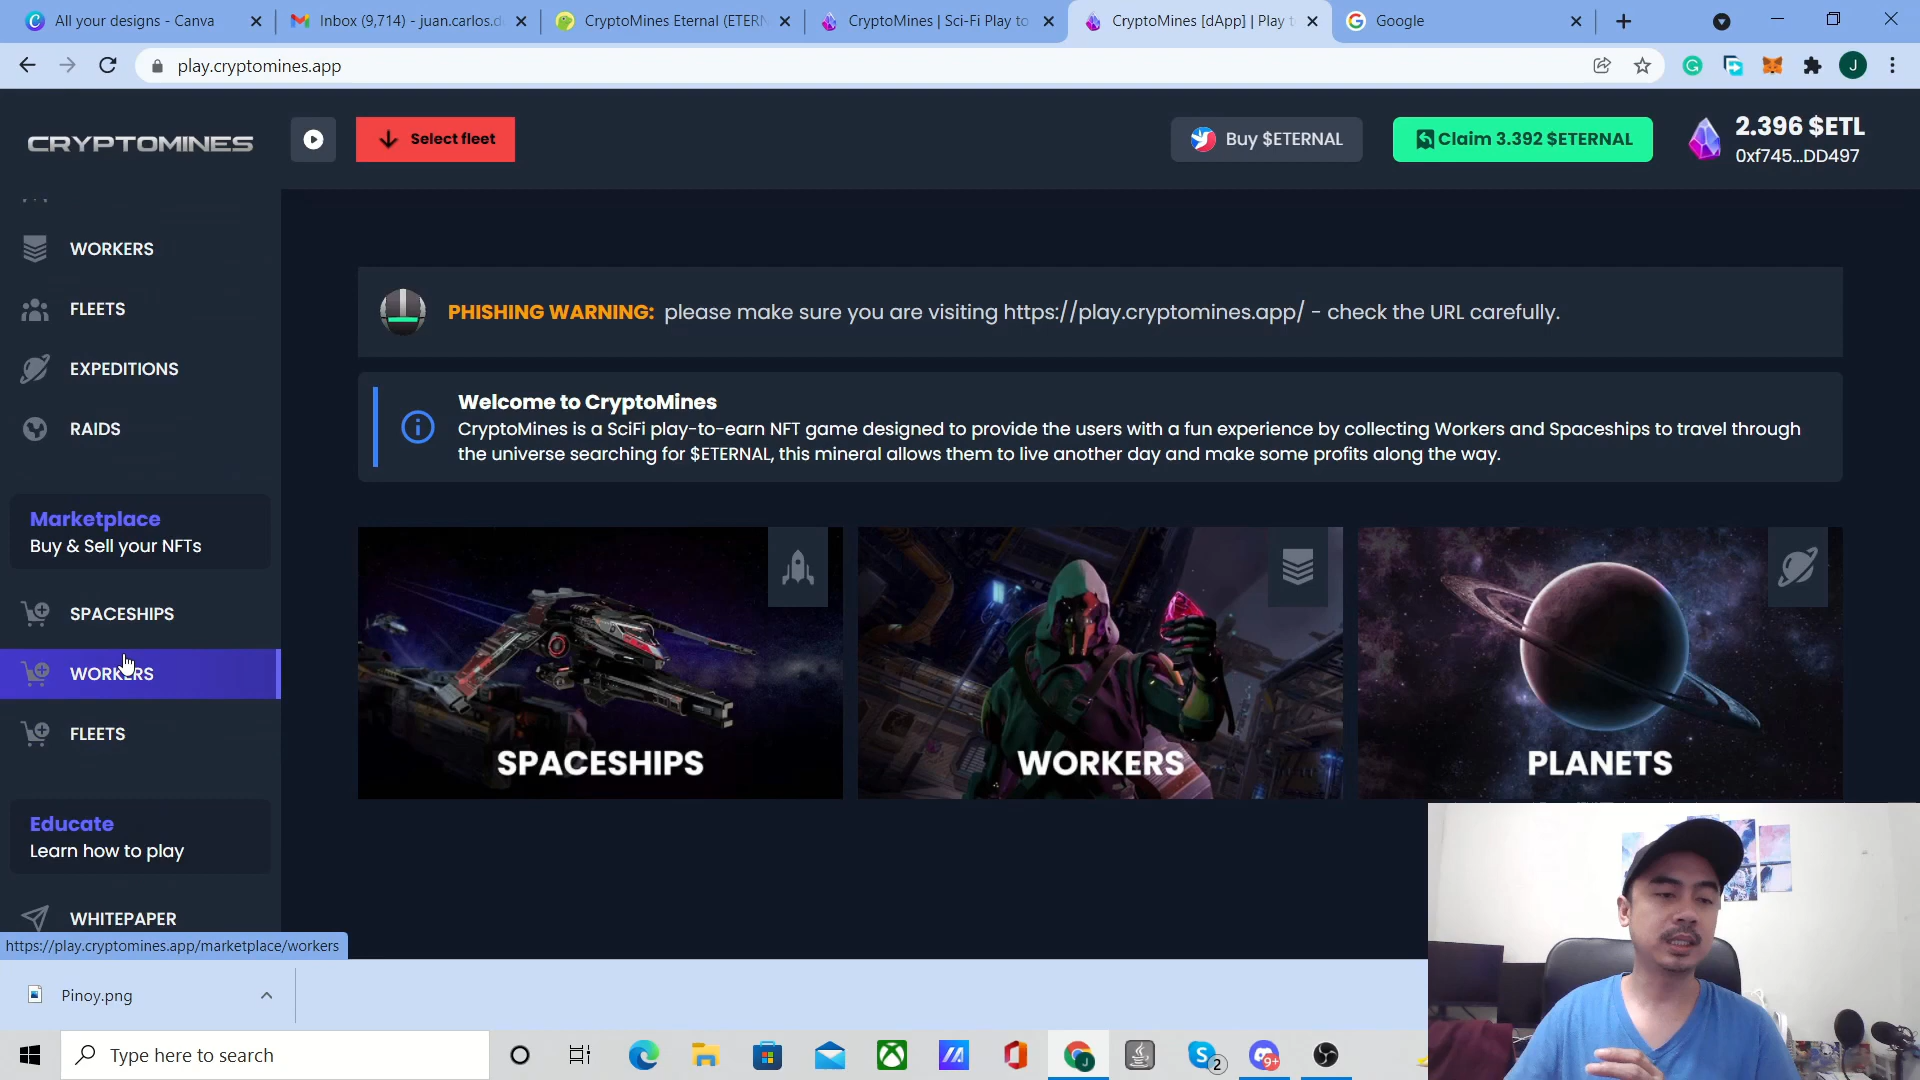 All your designs - Canva
Inbox (9,714) - juan.carlos.d
CryptoMines Eternal (ETERN
CryptoMines | Sci-Fi Play to
CryptoMines [dApp] | Play t
Google
play.cryptomines.app
J
CRYPTOMINES
Select fleet
Buy $ETERNAL
Claim 3.392 $ETERNAL
2.396 $ETL
0xf745...DD497
WORKERS
FLEETS
EXPEDITIONS
RAIDS
Marketplace
Buy & Sell your NFTs
SPACESHIPS
WORKERS
FLEETS
Educate
Learn how to play
WHITEPAPER
https://play.cryptomines.app/marketplace/workers
PHISHING WARNING: please make sure you are visiting https://play.cryptomines.app/ - check the URL carefully.
Welcome to CryptoMines
CryptoMines is a SciFi play-to-earn NFT game designed to provide the users with a fun experience by collecting Workers and Spaceships to travel through
the universe searching for $ETERNAL, this mineral allows them to live another day and make some profits along the way.
SPACESHIPS
WORKERS
PLANETS
Pinoy.png
Type here to search
J
S
2
9+